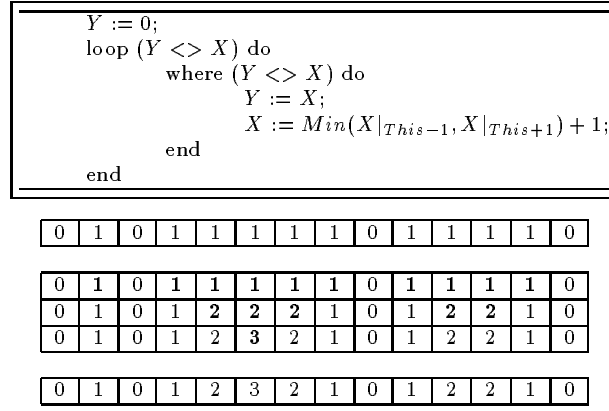 Y := 0;
loop (Y <> X) do
where (Y <> X) do
Y := X;
X := Min(X|This−1, X|This+1) + 1;
end
end
0 1 0 1 1 1 1 1 0 1 1 1 1 0
0 1 0 1 1 1 1 1 0 1 1 1 1 0
0 1 0 1 2 2 2 1 0 1 2 2 1 0
0 1 0 1 2 3 2 1 0 1 2 2 1 0
0 1 0 1 2 3 2 1 0 1 2 2 1 0